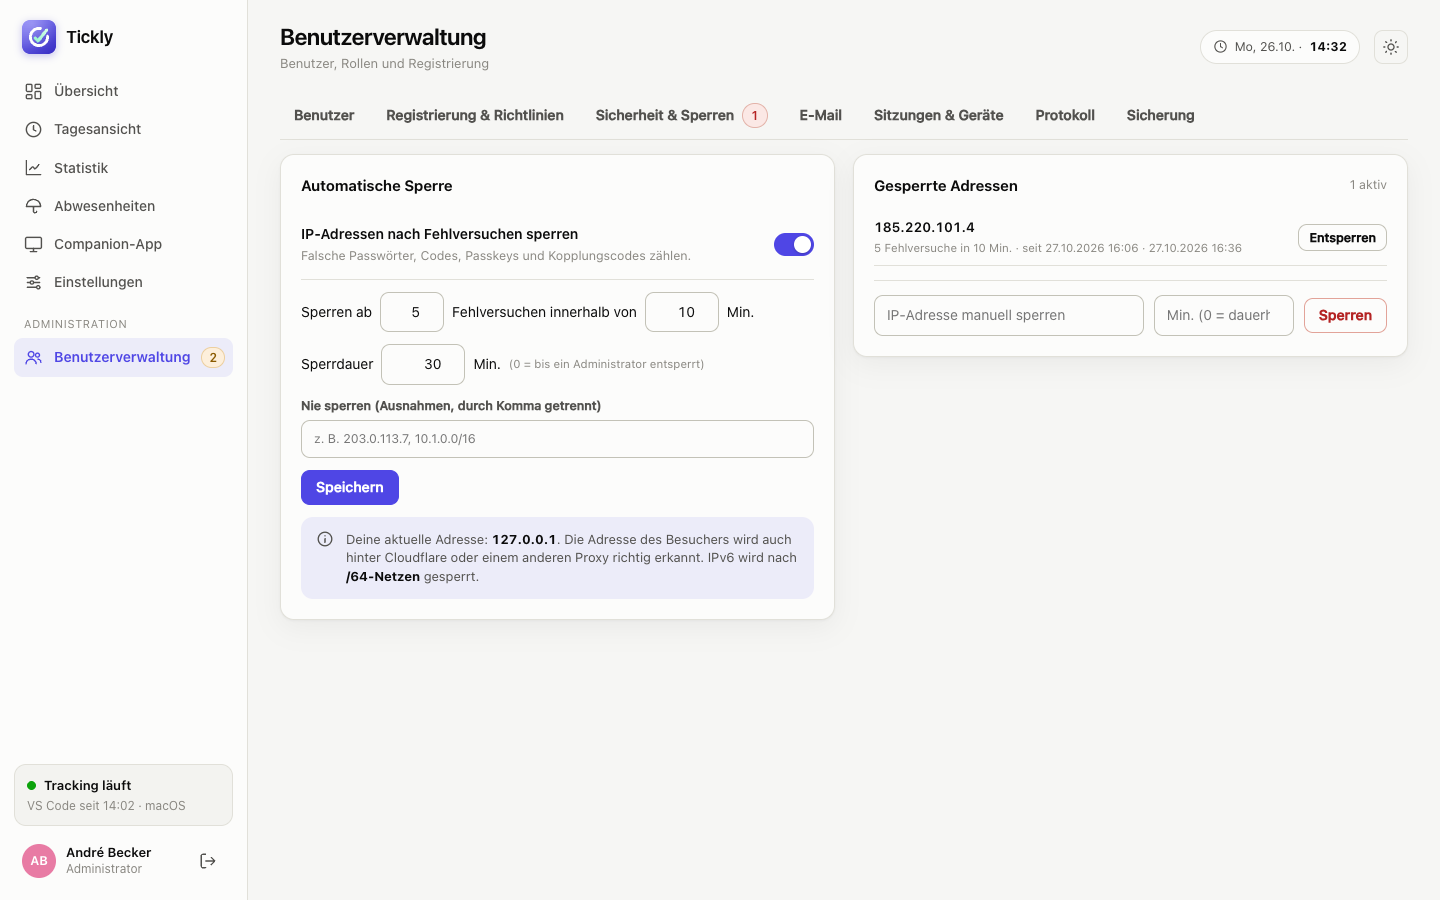 Tickly
Übersicht
Tagesansicht
Statistik
Abwesenheiten
Companion-App
Einstellungen
ADMINISTRATION
Benutzerverwaltung 2
Tracking läuft
VS Code seit 14:02 · macOS
AB
André Becker
Administrator
Benutzerverwaltung
Benutzer, Rollen und Registrierung
Mo, 26.10. · 14:32
Benutzer Registrierung & Richtlinien Sicherheit & Sperren 1 E-Mail Sitzungen & Geräte Protokoll Sicherung
Automatische Sperre
IP-Adressen nach Fehlversuchen sperren
Falsche Passwörter, Codes, Passkeys und Kopplungscodes zählen.
Sperren ab 5 Fehlversuchen innerhalb von 10 Min.
Sperrdauer 30 Min. (0 = bis ein Administrator entsperrt)
Nie sperren (Ausnahmen, durch Komma getrennt)
z. B. 203.0.113.7, 10.1.0.0/16
Speichern
Deine aktuelle Adresse: 127.0.0.1. Die Adresse des Besuchers wird auch
hinter Cloudflare oder einem anderen Proxy richtig erkannt. IPv6 wird nach
/64-Netzen gesperrt.
Gesperrte Adressen 1 aktiv
185.220.101.4
5 Fehlversuche in 10 Min. · seit 27.10.2026 16:06 · 27.10.2026 16:36
Entsperren
IP-Adresse manuell sperren Min. (0 = dauerh Sperren